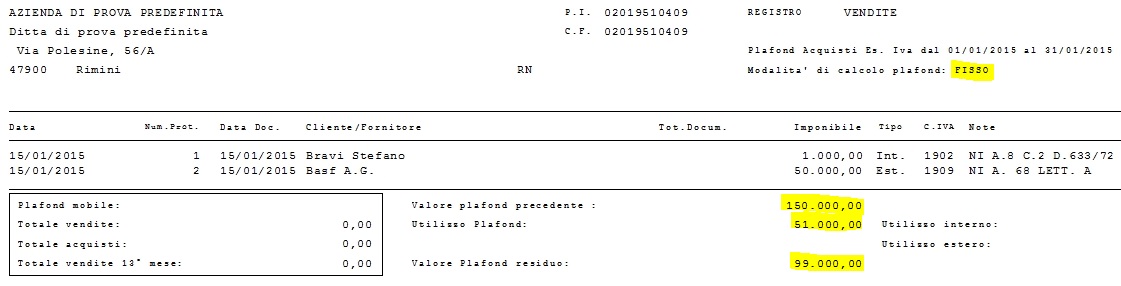 AZIENDA DI PROVA PREDEFINITA P.I. 02019510409 REGISTRO VENDITE
Ditta di prova predefinita C.F. 02019510409
Via Polesine, 56/A Plafond Acquisti Es. Iva dal 01/01/2015 al 31/01/2015
47900 Rimini RN Modalita' di calcolo plafond: FISSO
Data Num.Prot. Data Doc. Cliente/Fornitore Tot.Docum. Imponibile Tipo C.IVA Note
15/01/2015 1 15/01/2015 Bravi Stefano 1.000,00 Int. 1902 NI A.8 C.2 D.633/72
15/01/2015 2 15/01/2015 Basf A.G. 50.000,00 Est. 1909 NI A. 68 LETT. A
Plafond mobile: Valore plafond precedente : 150.000,00
Totale vendite: 0,00 Utilizzo Plafond: 51.000,00 Utilizzo interno:
Totale acquisti: 0,00 Utilizzo estero:
Totale vendite 13° mese: 0,00 Valore Plafond residuo: 99.000,00